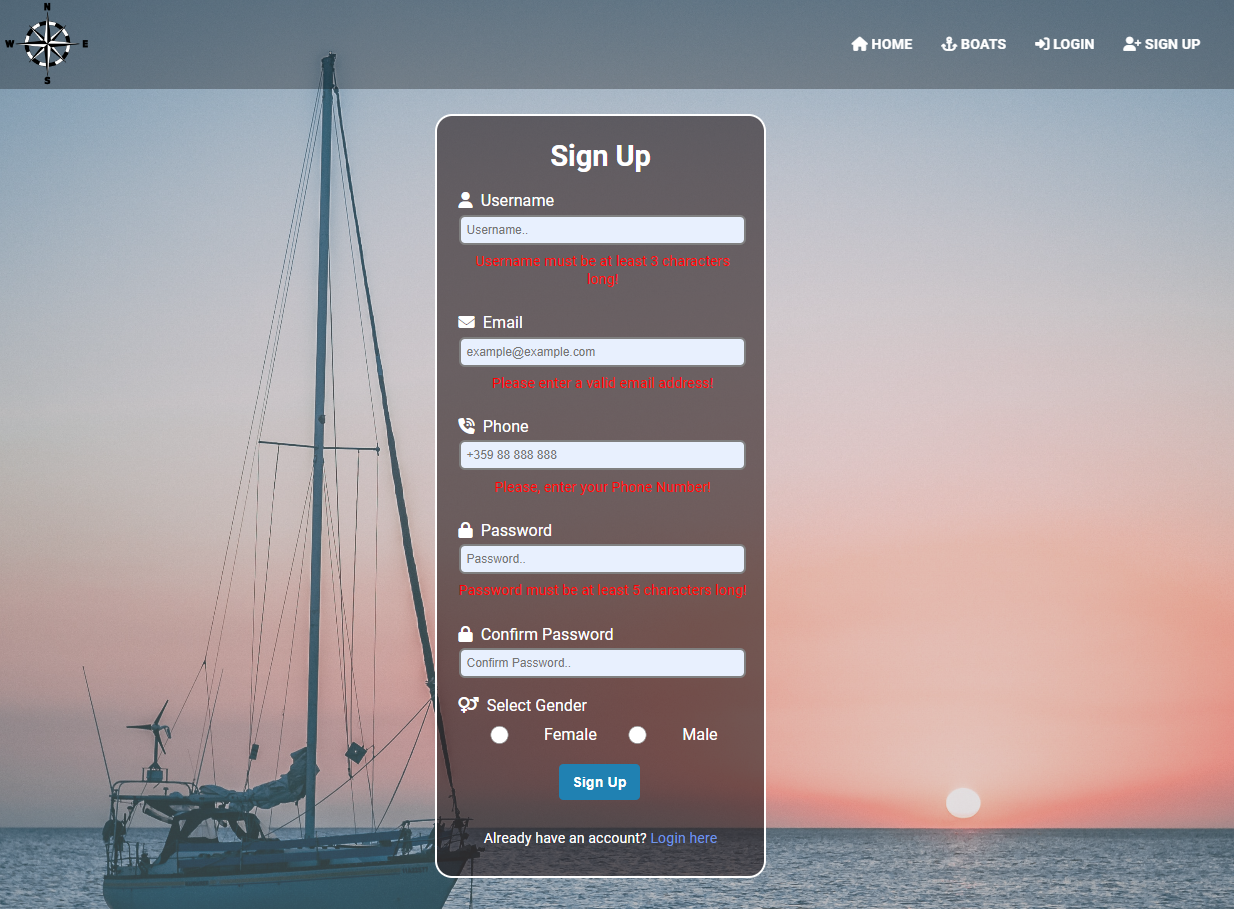 N
W E
S
HOME BOATS LOGIN SIGN UP
Sign Up
Username
Username..
Username must be at least 3 characters
long!
Email
example@example.com
Please enter a valid email address!
Phone
+359 88 888 888
Please, enter your Phone Number!
Password
Password..
Password must be at least 5 characters long!
Confirm Password
Confirm Password..
Select Gender
Female Male
Sign Up
Already have an account? Login here